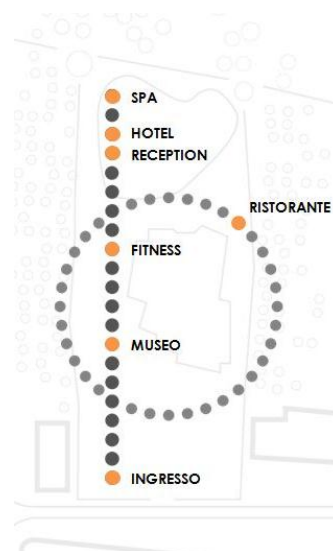 SPA
HOTEL
RECEPTION
RISTORANTE
FITNESS
MUSEO
INGRESSO